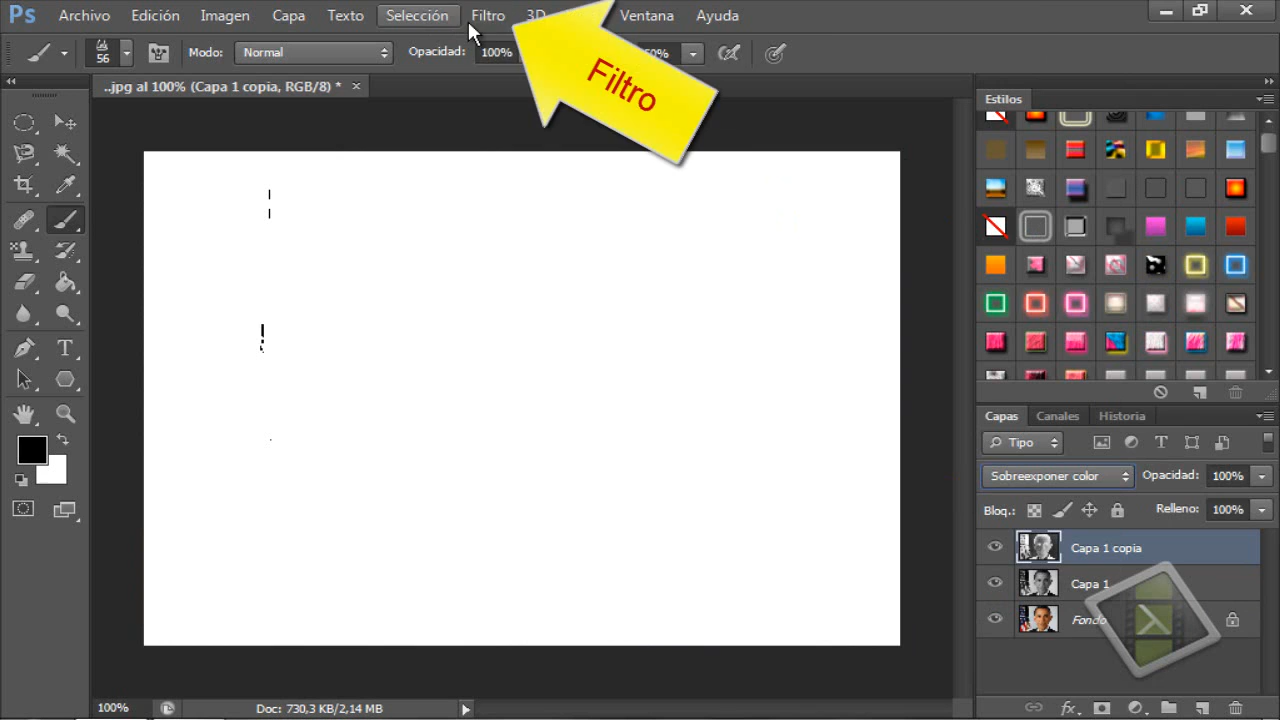 Ps Archivo Edición Imagen Capa Texto Selección Filtro 3D Ventana Ayuda
56 Modo: Normal Opacidad: 100%
Filtro
..jpg al 100% (Capa 1 copia, RGB/8) * ×
Estilos
Capas Canales Historia
Tipo
Sobreexponer color Opacidad: 100%
Bloq.: Relleno: 100%
Capa 1 copia
Capa 1
Fondo
100% Doc: 730,3 KB/2,14 MB